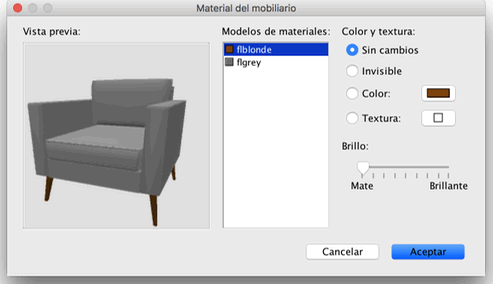 Material del mobiliario
Vista previa:
Modelos de materiales:
flblonde
flgrey
Color y textura:
Sin cambios
Invisible
Color:
Textura:
Brillo:
Mate
Brillante
Cancelar
Aceptar